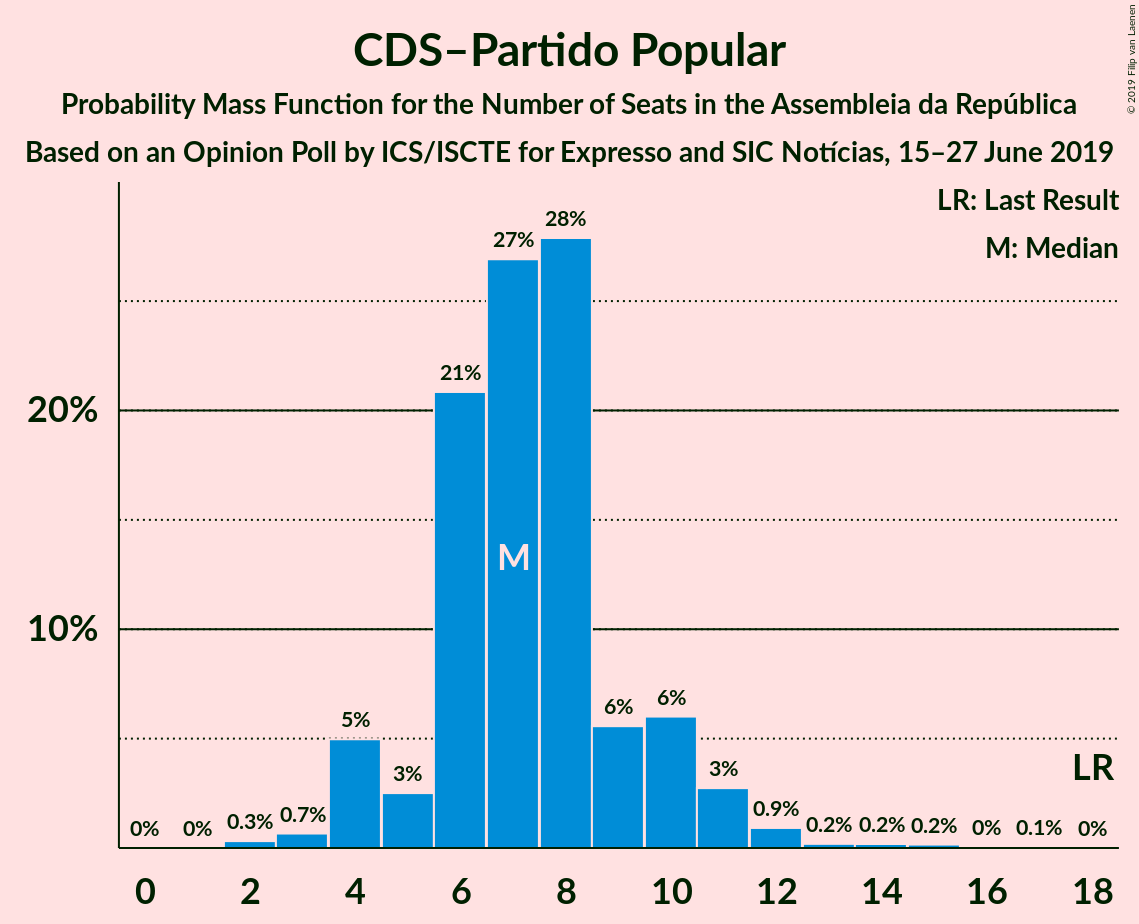 CDS–Partido Popular
Probability Mass Function for the Number of Seats in the Assembleia da República
Based on an Opinion Poll by ICS/ISCTE for Expresso and SIC Notícias, 15–27 June 2019
© 2019 Filip van Laenen
LR: Last Result
M: Median
28%
27%
21%
20%
M
10%
6%
6%
5%
3%
3%
LR
0%
0%
0.3%
0.7%
0.9%
0.2%
0.2%
0.2%
0%
0.1%
0%
0 2 4 6 8 10 12 14 16 18